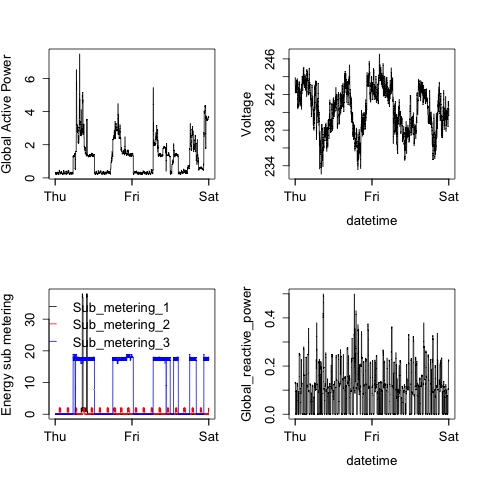 Global Active Power
0 2 4 6
Thu Fri Sat
Voltage
234 238 242 246
Thu Fri Sat
datetime
Energy sub metering
0 10 20 30
Sub_metering_1
Sub_metering_2
Sub_metering_3
Thu Fri Sat
Global_reactive_power
0.0 0.2 0.4
Thu Fri Sat
datetime